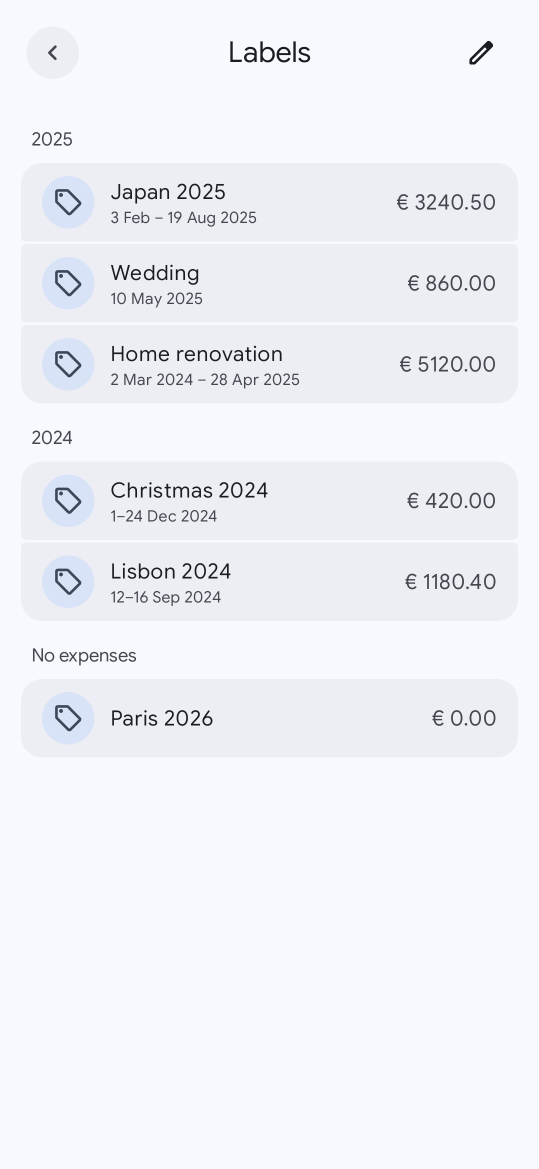 Labels
2025
Japan 2025
€ 3240.50
3 Feb – 19 Aug 2025
Wedding
€ 860.00
10 May 2025
Home renovation
€ 5120.00
2 Mar 2024 – 28 Apr 2025
2024
Christmas 2024
€ 420.00
1–24 Dec 2024
Lisbon 2024
€ 1180.40
12–16 Sep 2024
No expenses
Paris 2026
€ 0.00